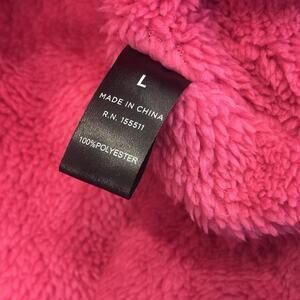 L
MADE IN CHINA
R.N. 155511
100%POLYESTER